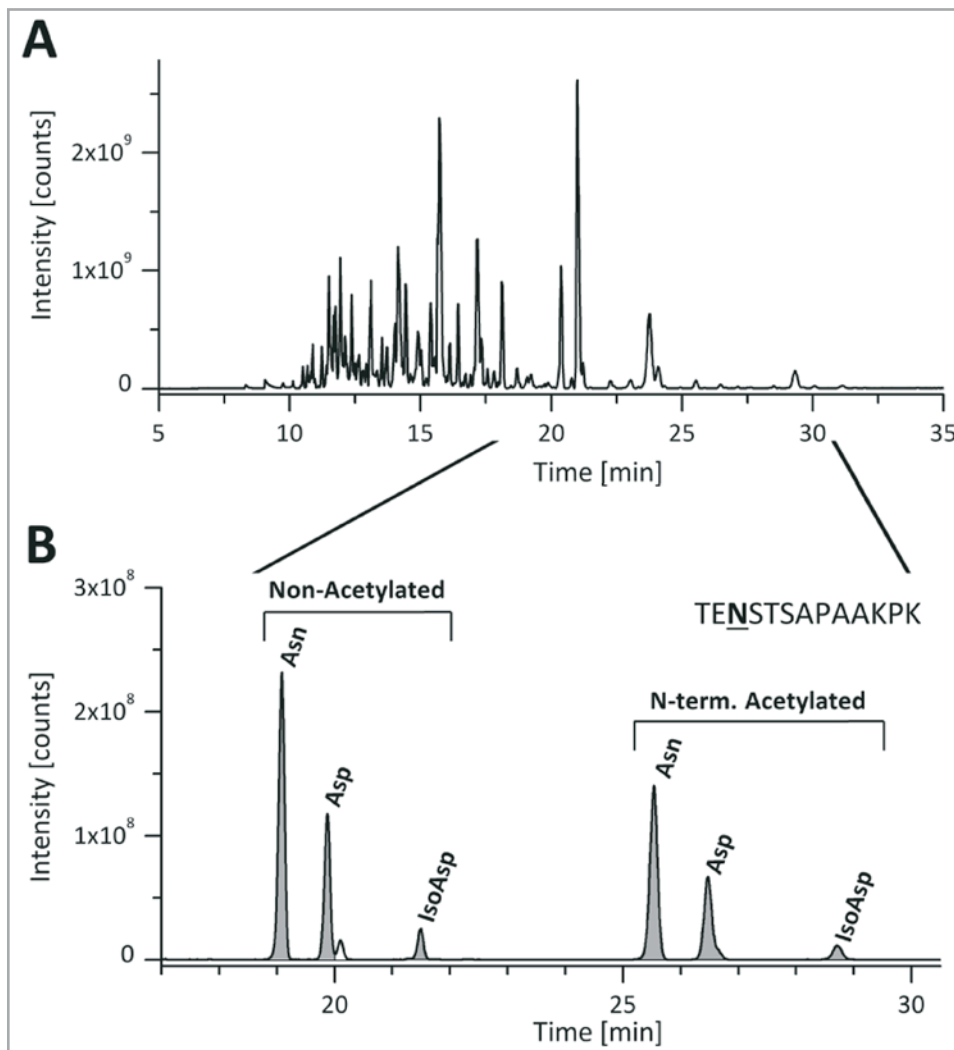 A
Intensity [counts]
2x10⁹
1x10⁹
0
5 10 15 20 25 30 35
Time [min]
B
Intensity [counts]
3x10⁸
2x10⁸
1x10⁸
0
Non-Acetylated
Asn
Asp
IsoAsp
TENSTSAPAAKPK
N-term. Acetylated
Asn
Asp
IsoAsp
20 25 30
Time [min]